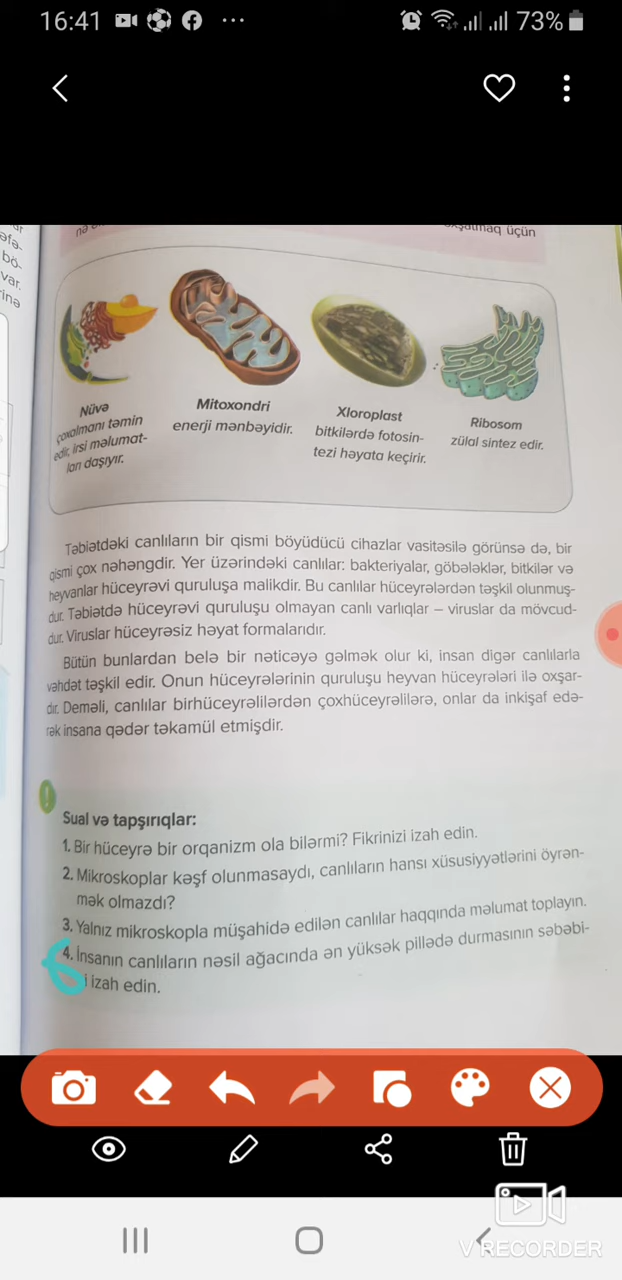 16:41
73%
üçün
əfə-
bö-
var.
inə
Nüvə
çoxalmanı təmin
edir, irsi məlumat-
ları daşıyır.
Mitoxondri
enerji mənbəyidir.
Xloroplast
bitkilərdə fotosin-
tezi həyata keçirir.
Ribosom
zülal sintez edir.
Təbiətdəki canlıların bir qismi böyüdücü cihazlar vasitəsilə görünsə də, bir
qismi çox nəhəngdir. Yer üzərindəki canlılar: bakteriyalar, göbələklər, bitkilər və
heyvanlar hüceyrəvi quruluşa malikdir. Bu canlılar hüceyrələrdən təşkil olunmuş-
dur. Təbiətdə hüceyrəvi quruluşu olmayan canlı varlıqlar – viruslar da mövcud-
dur. Viruslar hüceyrəsiz həyat formalarıdır.
Bütün bunlardan belə bir nəticəyə gəlmək olur ki, insan digər canlılarla
vəhdət təşkil edir. Onun hüceyrələrinin quruluşu heyvan hüceyrələri ilə oxşar-
dır. Deməli, canlılar birhüceyrəlilərdən çoxhüceyrəlilərə, onlar da inkişaf edə-
rək insana qədər təkamül etmişdir.
Sual və tapşırıqlar:
1. Bir hüceyrə bir orqanizm ola bilərmi? Fikrinizi izah edin.
2. Mikroskoplar kəşf olunmasaydı, canlıların hansı xüsusiyyətlərini öyrən-
mək olmazdı?
3. Yalnız mikroskopla müşahidə edilən canlılar haqqında məlumat toplayın.
4. İnsanın canlıların nəsil ağacında ən yüksək pillədə durmasının səbəbi-
i izah edin.
V RECORDER